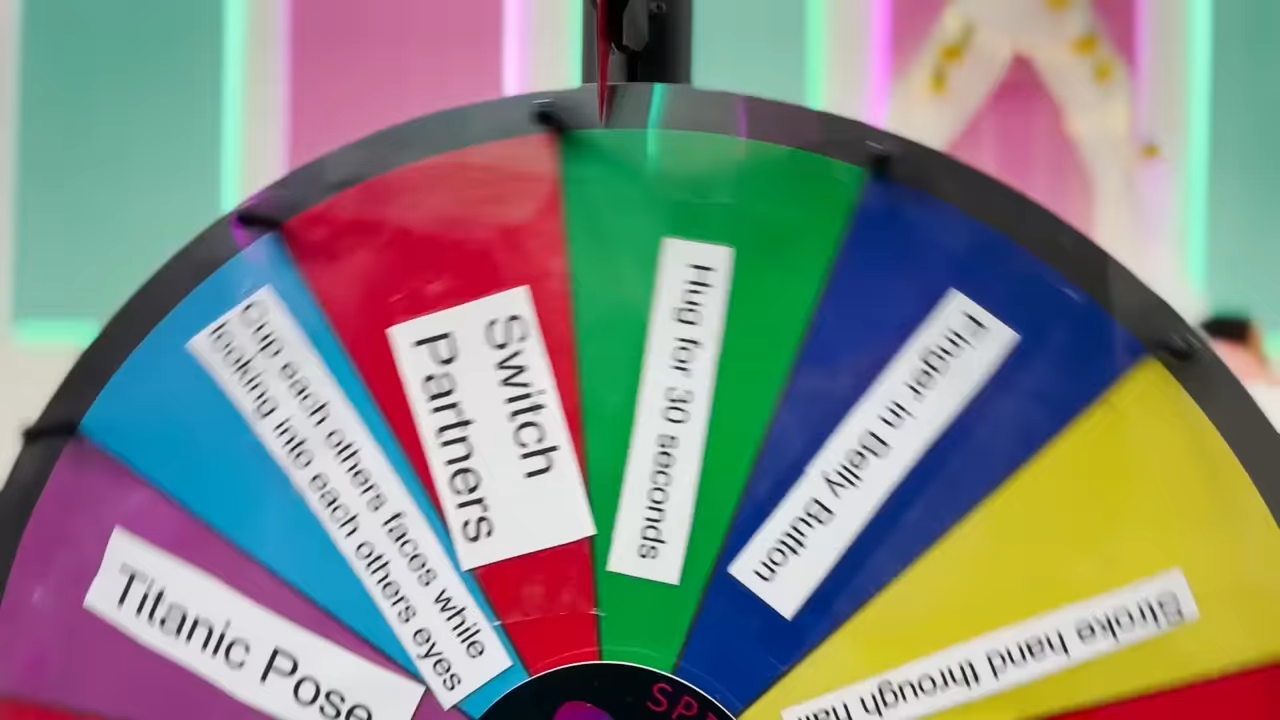 Titanic Pose
Cup each others faces while
looking into each others eyes
Switch
Partners
Hug for 30 seconds
Finger in Belly Button
Stroke hand through